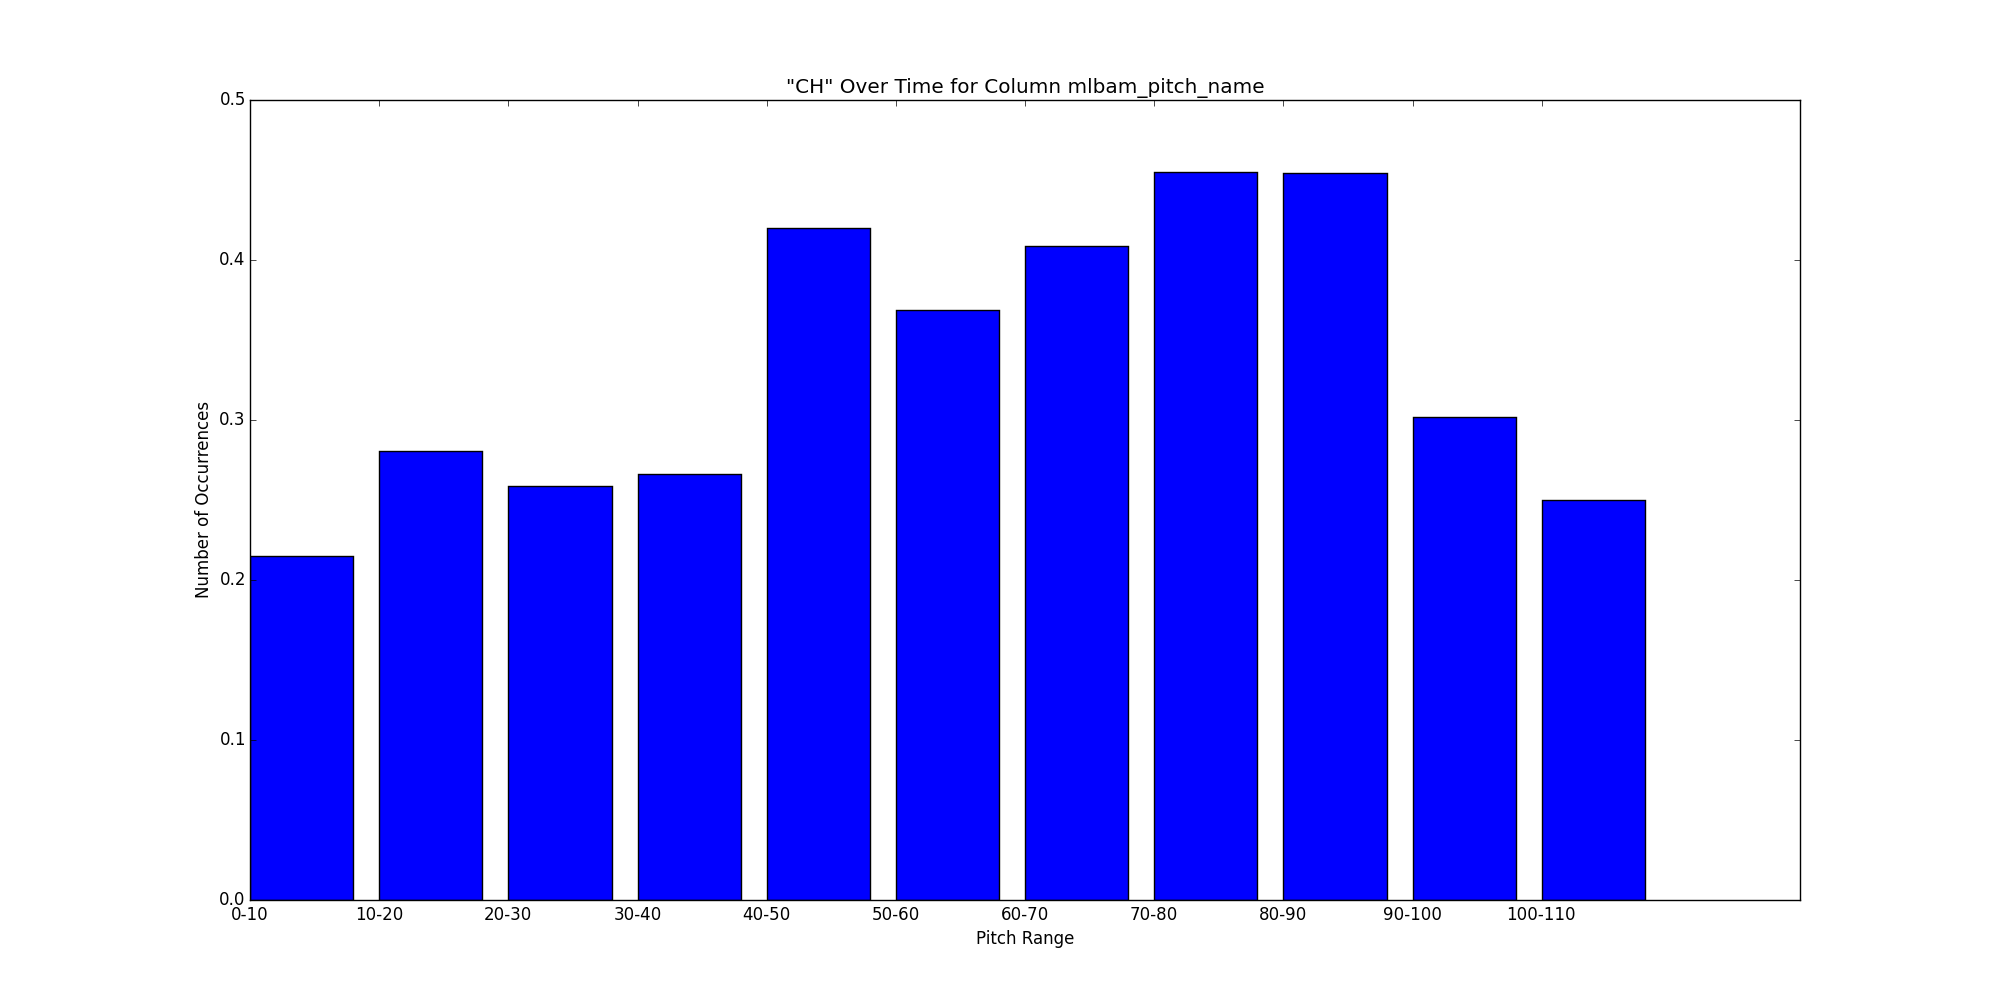 "CH" Over Time for Column mlbam_pitch_name
0.5
0.4
0.3
0.2
0.1
0.0
Number of Occurrences
0-10 10-20 20-30 30-40 40-50 50-60 60-70 70-80 80-90 90-100 100-110
Pitch Range